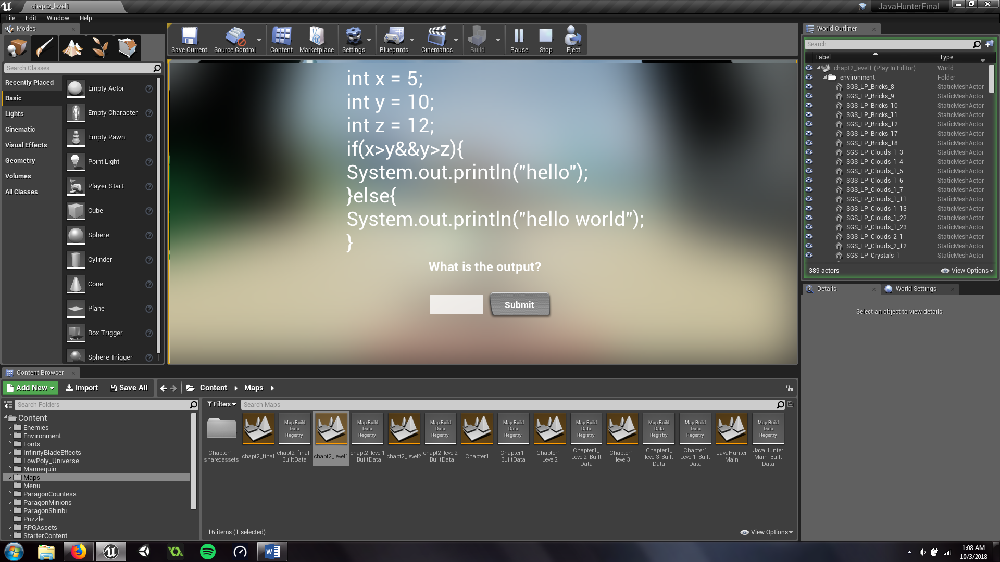 chapt2_level1
JavaHunterFinal
File Edit Window Help
Modes
Search Classes
Recently Placed
Basic
Lights
Cinematic
Visual Effects
Geometry
Volumes
All Classes
Empty Actor
Empty Character
Empty Pawn
Point Light
Player Start
Cube
Sphere
Cylinder
Cone
Plane
Box Trigger
Sphere Trigger
Save Current Source Control Content Marketplace Settings Blueprints Cinematics Build Pause Stop Eject
int x = 5;
int y = 10;
int z = 12;
if(x>y&&y>z){
System.out.println("hello");
}else{
System.out.println("hello world");
}
What is the output?
Submit
World Outliner
Search...
Label Type
chapt2_level1 (Play In Editor) World
environment Folder
SGS_LP_Bricks_8 StaticMeshActor
SGS_LP_Bricks_9 StaticMeshActor
SGS_LP_Bricks_10 StaticMeshActor
SGS_LP_Bricks_11 StaticMeshActor
SGS_LP_Bricks_12 StaticMeshActor
SGS_LP_Bricks_17 StaticMeshActor
SGS_LP_Bricks_18 StaticMeshActor
SGS_LP_Clouds_1_3 StaticMeshActor
SGS_LP_Clouds_1_4 StaticMeshActor
SGS_LP_Clouds_1_5 StaticMeshActor
SGS_LP_Clouds_1_6 StaticMeshActor
SGS_LP_Clouds_1_7 StaticMeshActor
SGS_LP_Clouds_1_11 StaticMeshActor
SGS_LP_Clouds_1_13 StaticMeshActor
SGS_LP_Clouds_1_22 StaticMeshActor
SGS_LP_Clouds_1_23 StaticMeshActor
SGS_LP_Clouds_2_1 StaticMeshActor
SGS_LP_Clouds_2_12 StaticMeshActor
SGS_LP_Crystals_1 StaticMeshActor
389 actors View Options
Details World Settings
Select an object to view details.
Content Browser
Add New Import Save All Content Maps
Search Folders
Content
Enemies
Environment
Fonts
InfinityBladeEffects
LowPoly_Universe
Mannequin
Maps
Menu
ParagonCountess
ParagonMinions
ParagonShinbi
Puzzle
RPGAssets
StarterContent
Filters Search Maps
Chapter1_
sharedassets
chapt2_final
Map Build
Data
Registry
chapt2_final_
BuiltData
chapt2_level1
Map Build
Data
Registry
chapt2_level1
_BuiltData
chapt2_level2
Map Build
Data
Registry
chapt2_level2
_BuiltData
Chapter1
Map Build
Data
Registry
Chapter1_
BuiltData
Chapter1_
Level2
Map Build
Data
Registry
Chapter1_
Level2_Built
Data
Chapter1_
level3
Map Build
Data
Registry
Chapter1_
level3_Built
Data
Map Build
Data
Registry
Chapter1
Level1_Built
Data
JavaHunter
Main
Map Build
Data
Registry
JavaHunter
Main_Built
Data
16 items (1 selected) View Options
1:08 AM
10/3/2018